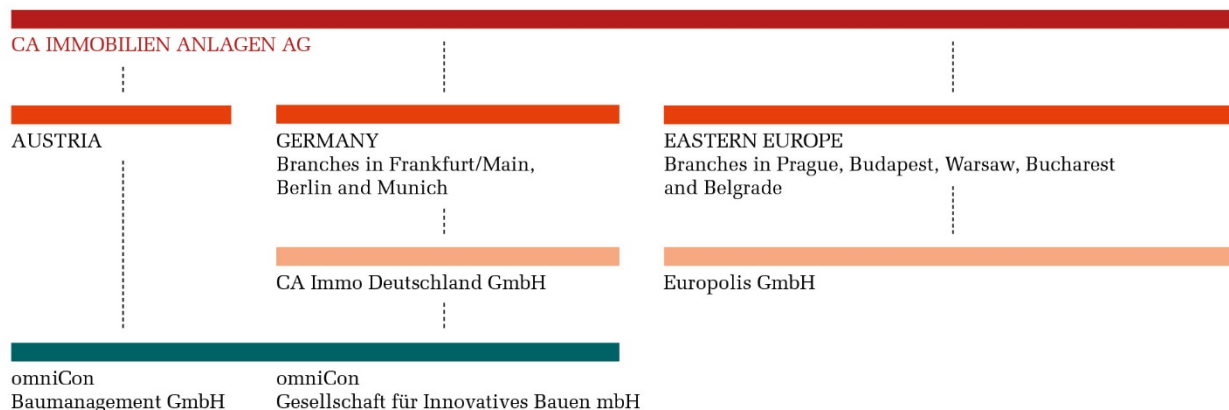 CA IMMOBILIEN ANLAGEN AG
AUSTRIA
GERMANY
Branches in Frankfurt/Main,
Berlin and Munich
EASTERN EUROPE
Branches in Prague, Budapest, Warsaw, Bucharest
and Belgrade
CA Immo Deutschland GmbH
Europolis GmbH
omniCon
Baumanagement GmbH
omniCon
Gesellschaft für Innovatives Bauen mbH